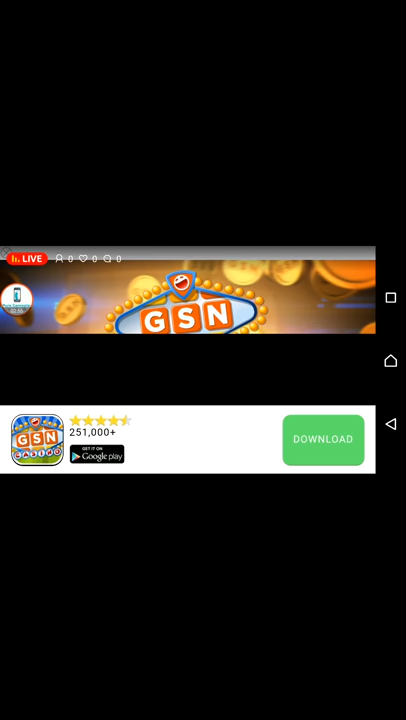 LIVE 0 0 0
GSN
GSN
CASINO
251,000+
GET IT ON
Google play
DOWNLOAD